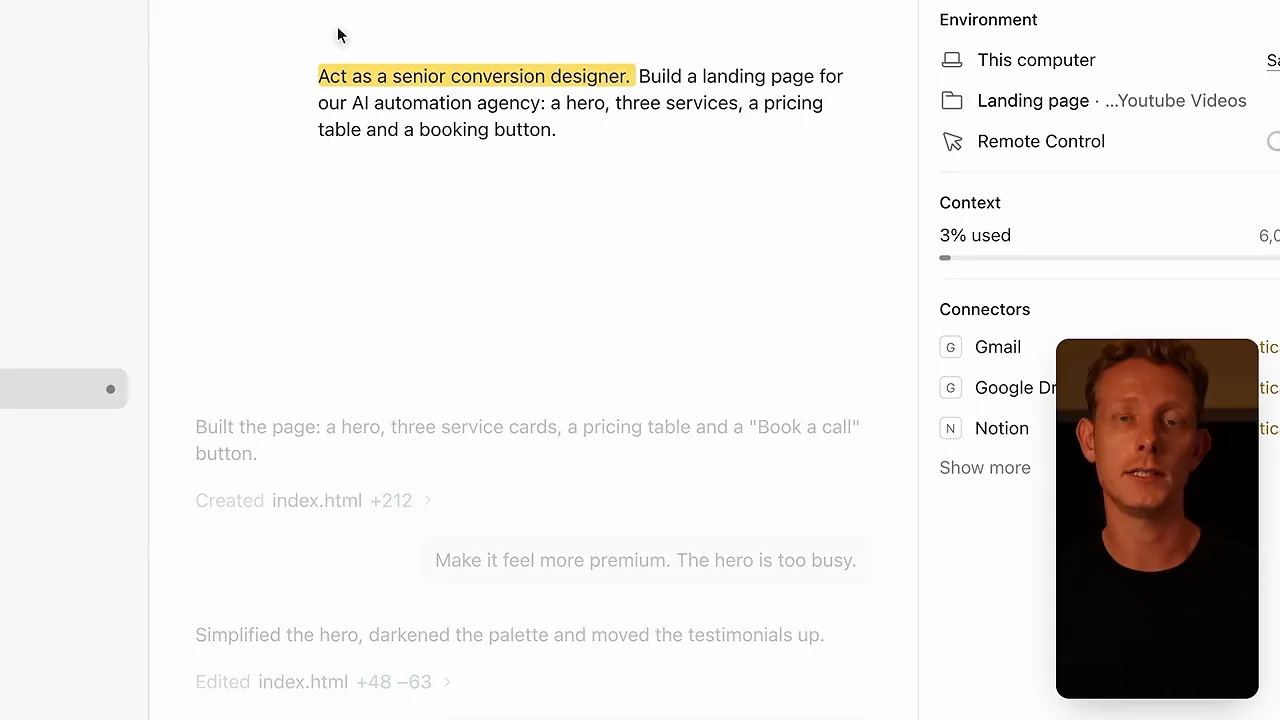 Act as a senior conversion designer. Build a landing page for
our AI automation agency: a hero, three services, a pricing
table and a booking button.
Built the page: a hero, three service cards, a pricing table and a "Book a call"
button.
Created index.html +212 >
Make it feel more premium. The hero is too busy.
Simplified the hero, darkened the palette and moved the testimonials up.
Edited index.html +48 –63 >
Environment
This computer
Landing page · ...Youtube Videos
Remote Control
Context
3% used
Connectors
G Gmail
G Google
N Notion
Show more